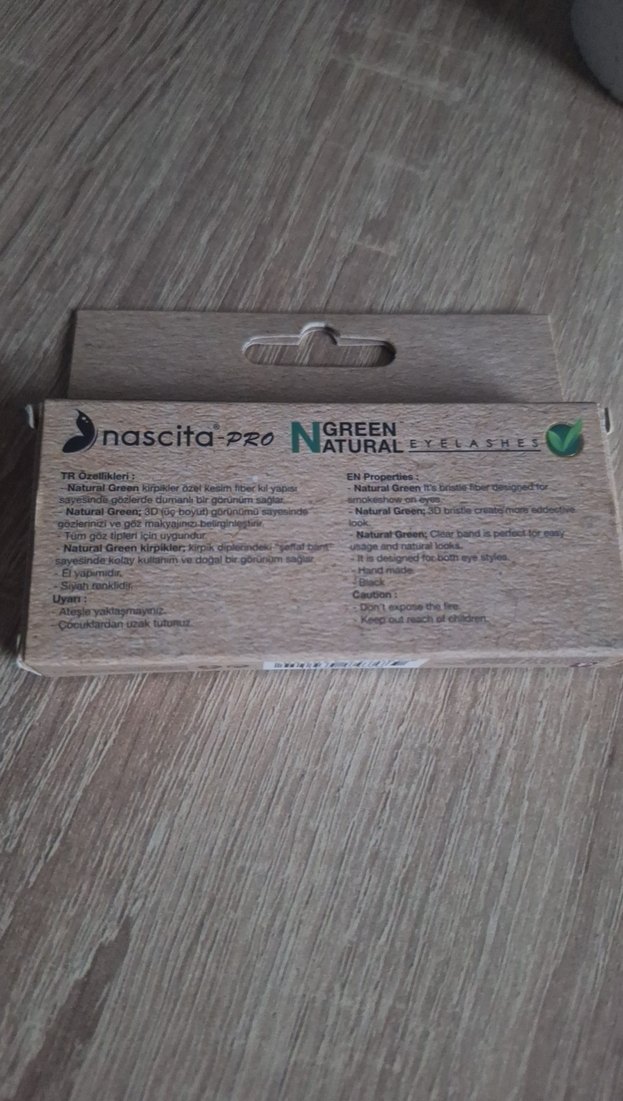 nascita®-PRO
GREEN NATURAL EYELASHES
TR Özellikleri :
- Natural Green kirpikler özel kesim fiber kıl yapısı
sayesinde gözlerde dumanlı bir görünüm sağlar.
- Natural Green; 3D (üç boyut) görünümü sayesinde
gözlerinizi ve göz makyajınızı belirginleştirir.
- Tüm göz tipleri için uygundur.
- Natural Green kirpikler; kirpik diplerindeki "şeffaf bant"
sayesinde kolay kullanım ve doğal bir görünüm sağlar.
- El yapımıdır.
- Siyah renklidir.
Uyarı :
- Ateşle yaklaşmayınız.
- Çocuklardan uzak tutunuz.
EN Properties :
- Natural Green It's bristle fiber designed for
smokeshow on eyes.
- Natural Green; 3D bristle create more eddective
look.
- Natural Green; Clear band is perfect for easy
usage and natural looks.
- It is designed for both eye styles.
- Hand made
- Black
Caution :
- Don't expose the fire.
- Keep out reach of children.